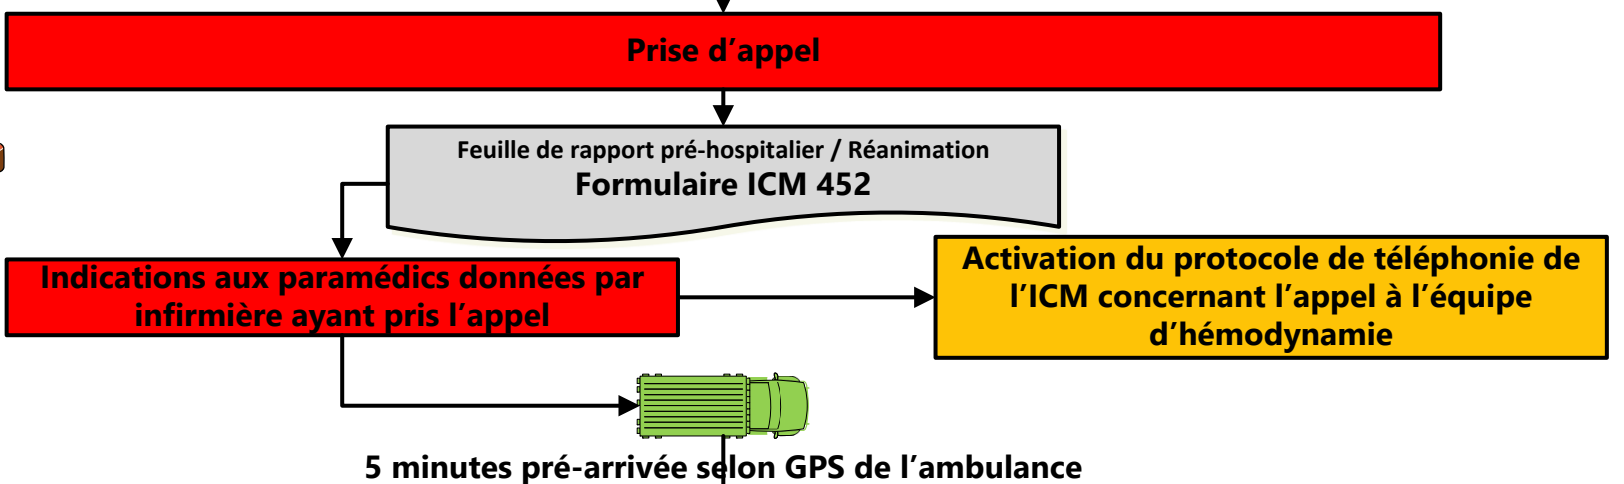 Prise d’appel
Feuille de rapport pré-hospitalier / Réanimation
Formulaire ICM 452
Indications aux paramédics données par
infirmière ayant pris l’appel
Activation du protocole de téléphonie de
l’ICM concernant l’appel à l’équipe
d’hémodynamie
5 minutes pré-arrivée selon GPS de l’ambulance